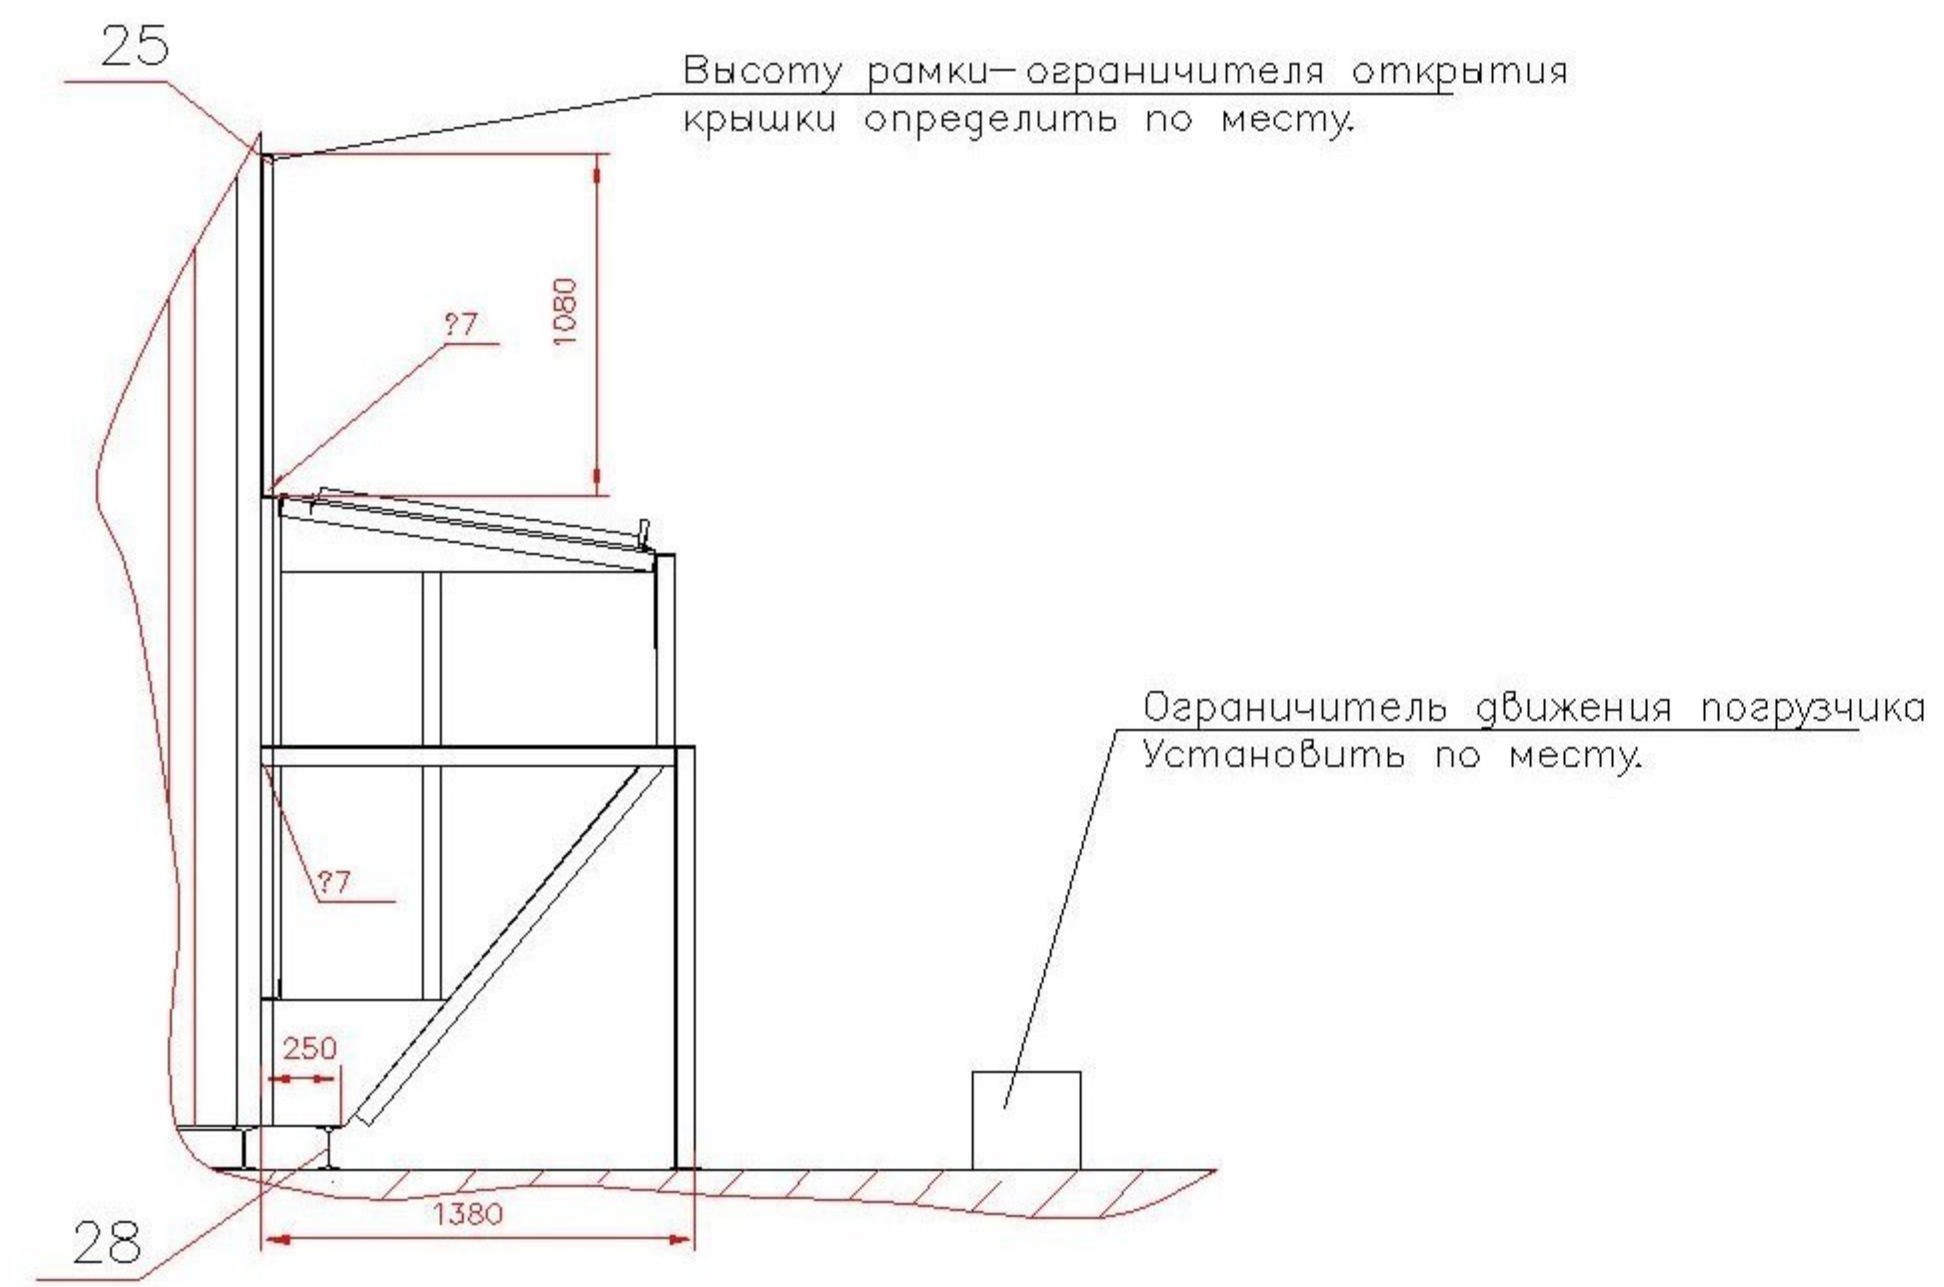 25
Высоту рамки-ограничителя открытия
крышки определить по месту.
?7
1080
Ограничитель движения погрузчика
Установить по месту.
?7
250
1380
28